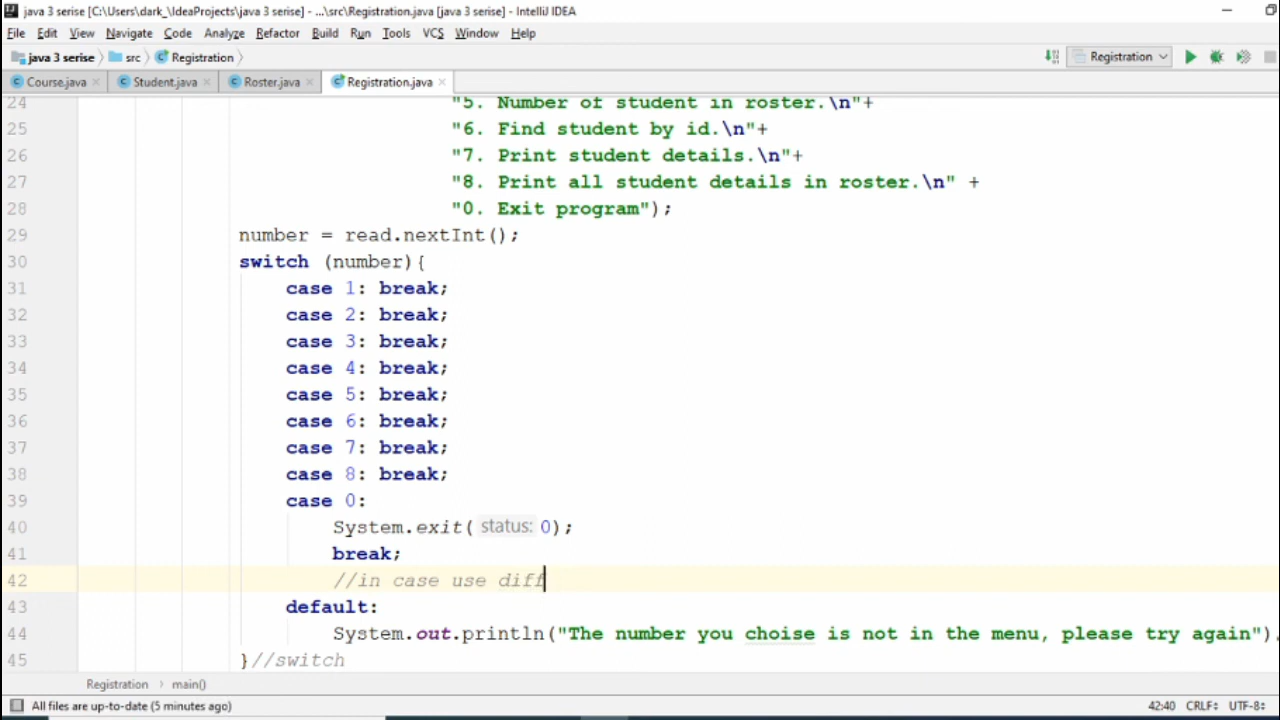 java 3 serise [C:\Users\dark_\IdeaProjects\java 3 serise] - ...\src\Registration.java [java 3 serise] - IntelliJ IDEA
File Edit View Navigate Code Analyze Refactor Build Run Tools VCS Window Help
java 3 serise src Registration Registration
Course.java Student.java Roster.java Registration.java
24 "5. Number of student in roster.\n"+
25 "6. Find student by id.\n"+
26 "7. Print student details.\n"+
27 "8. Print all student details in roster.\n" +
28 "0. Exit program");
29 number = read.nextInt();
30 switch (number){
31 case 1: break;
32 case 2: break;
33 case 3: break;
34 case 4: break;
35 case 5: break;
36 case 6: break;
37 case 7: break;
38 case 8: break;
39 case 0:
40 System.exit( status: 0);
41 break;
42 //in case use diff
43 default:
44 System.out.println("The number you choise is not in the menu, please try again");
45 }//switch
Registration main()
All files are up-to-date (5 minutes ago) 42:40 CRLF UTF-8